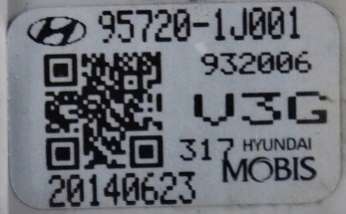 95720-1J001
932006
V3G
317 HYUNDAI
MOBIS
20140623